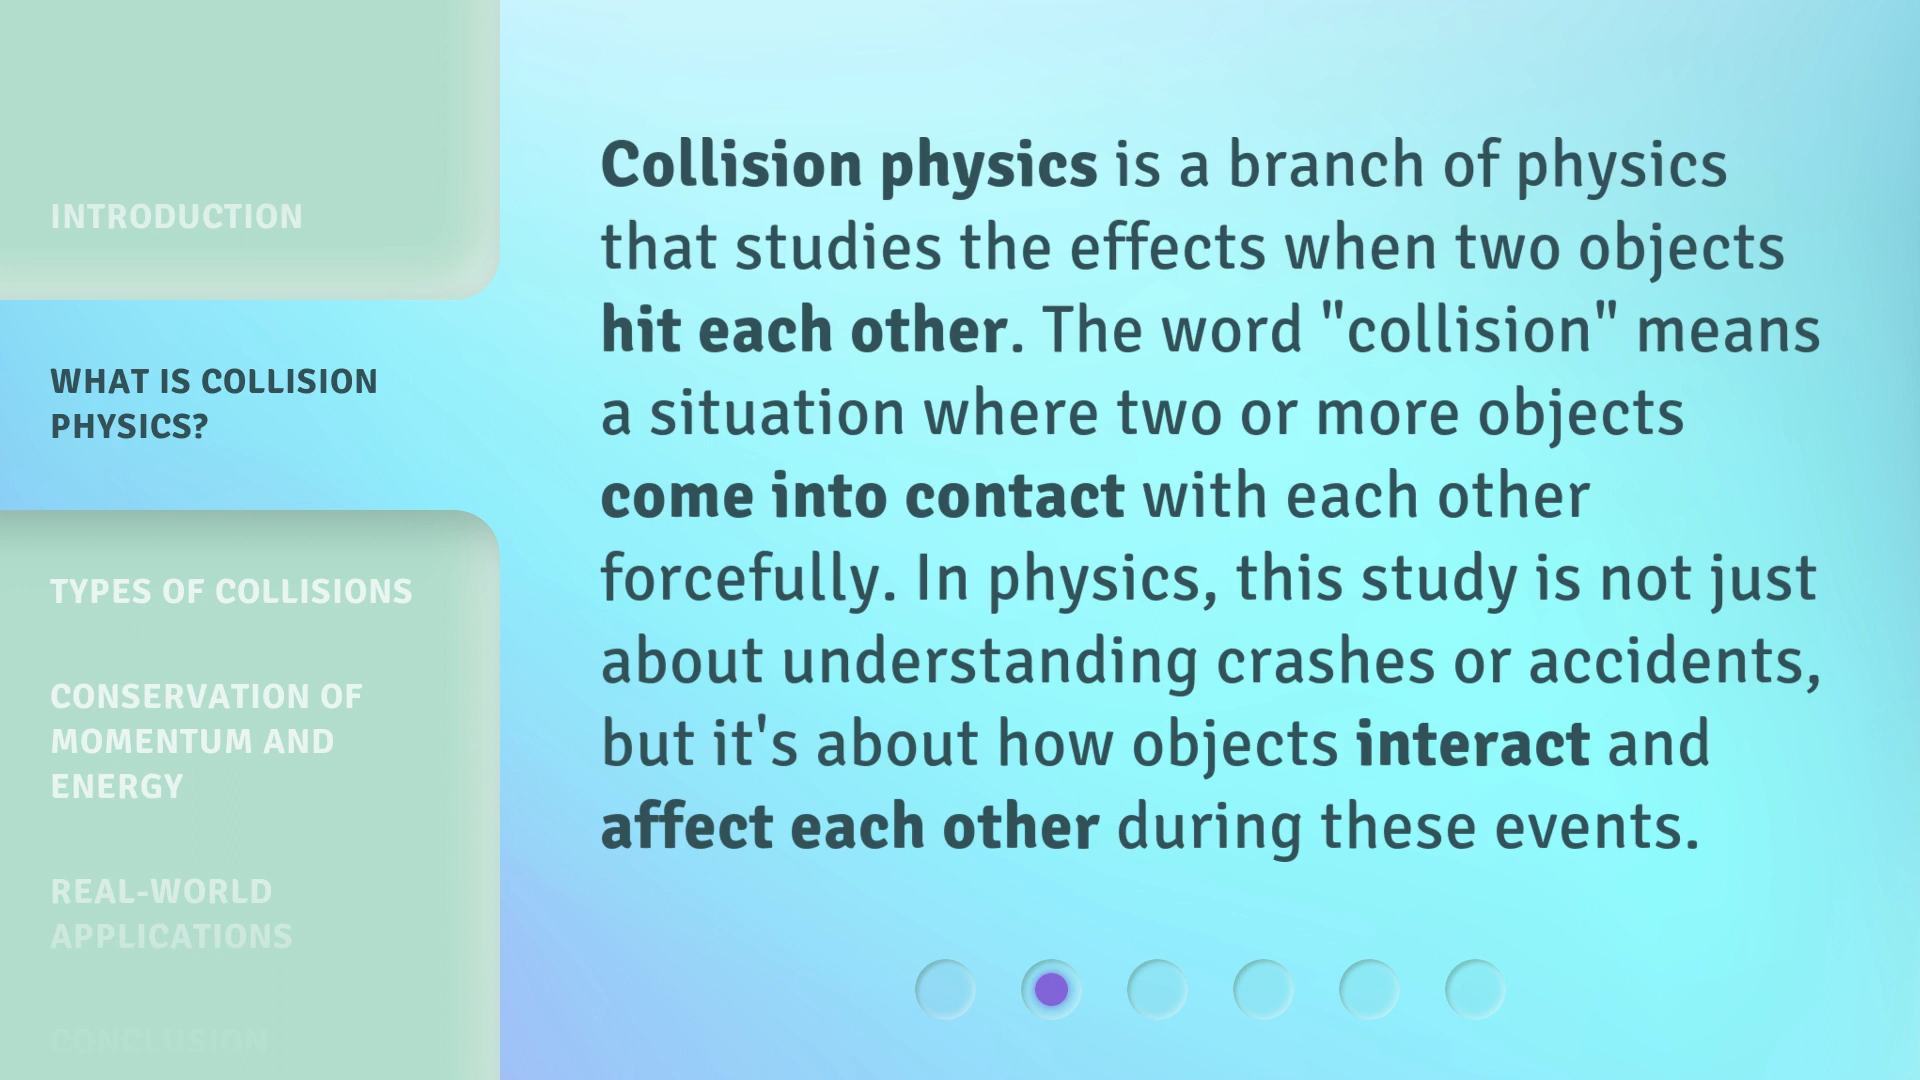 INTRODUCTION
WHAT IS COLLISION
PHYSICS?
TYPES OF COLLISIONS
CONSERVATION OF
MOMENTUM AND
ENERGY
REAL-WORLD
APPLICATIONS
CONCLUSION
Collision physics is a branch of physics
that studies the effects when two objects
hit each other. The word "collision" means
a situation where two or more objects
come into contact with each other
forcefully. In physics, this study is not just
about understanding crashes or accidents,
but it's about how objects interact and
affect each other during these events.